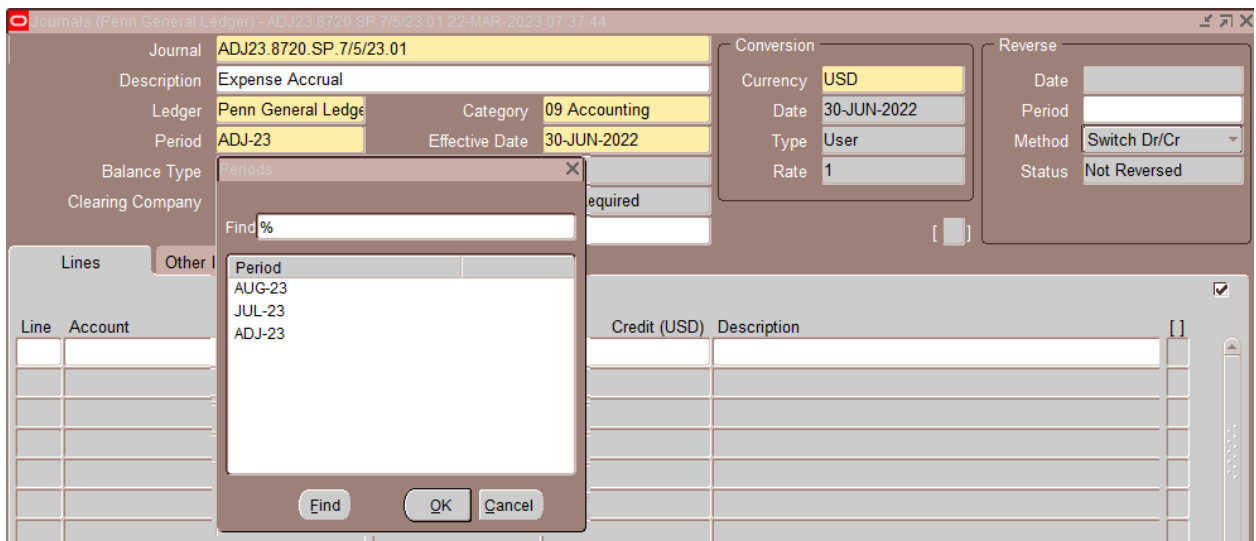 Journals (Penn General Ledger) - ADJ23.8720.SP.7/5/23.01 22-MAR-2023 07:37:44
Journal ADJ23.8720.SP.7/5/23.01
Description Expense Accrual
Ledger Penn General Ledge Category 09 Accounting
Period ADJ-23 Effective Date 30-JUN-2022
Balance Type
Clearing Company equired
Conversion
Currency USD
Date 30-JUN-2022
Type User
Rate 1
Reverse
Date
Period
Method Switch Dr/Cr
Status Not Reversed
[ ]
Periods
Find %
Period
AUG-23
JUL-23
ADJ-23
Find OK Cancel
Lines Other I
Line Account Credit (USD) Description [ ]